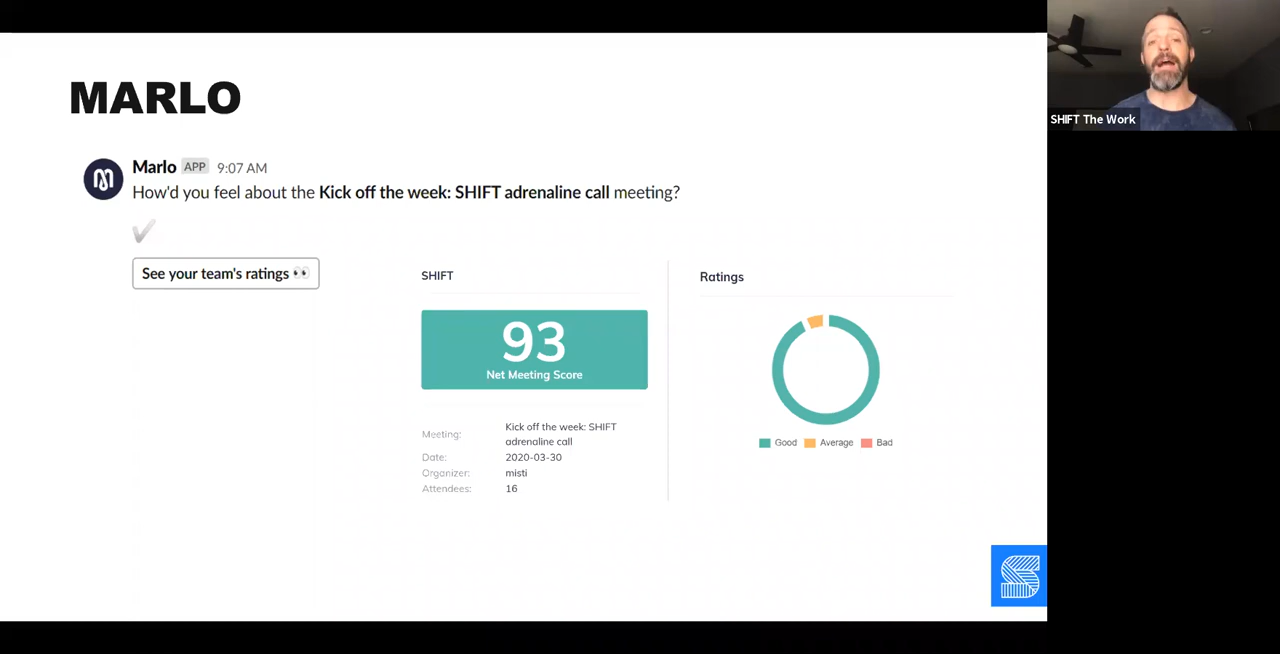 MARLO
SHIFT The Work
Marlo APP 9:07 AM
How'd you feel about the Kick off the week: SHIFT adrenaline call meeting?
See your team's ratings 👀
SHIFT
93
Net Meeting Score
Meeting: Kick off the week: SHIFT
adrenaline call
Date: 2020-03-30
Organizer: misti
Attendees: 16
Ratings
Good Average Bad